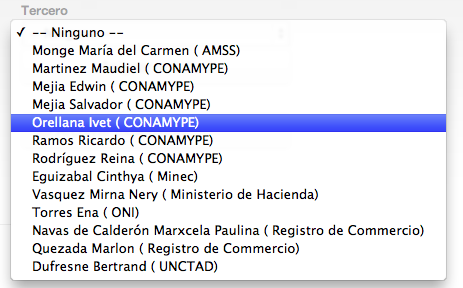 Tercero
✓ -- Ninguno --
Monge María del Carmen ( AMSS)
Martinez Maudiel ( CONAMYPE)
Mejia Edwin ( CONAMYPE)
Mejia Salvador ( CONAMYPE)
Orellana Ivet ( CONAMYPE)
Ramos Ricardo ( CONAMYPE)
Rodríguez Reina ( CONAMYPE)
Eguizabal Cinthya ( Minec)
Vasquez Mirna Nery ( Ministerio de Hacienda)
Torres Ena ( ONI)
Navas de Calderón Marxcela Paulina ( Registro de Commercio)
Quezada Marlon ( Registro de Commercio)
Dufresne Bertrand ( UNCTAD)